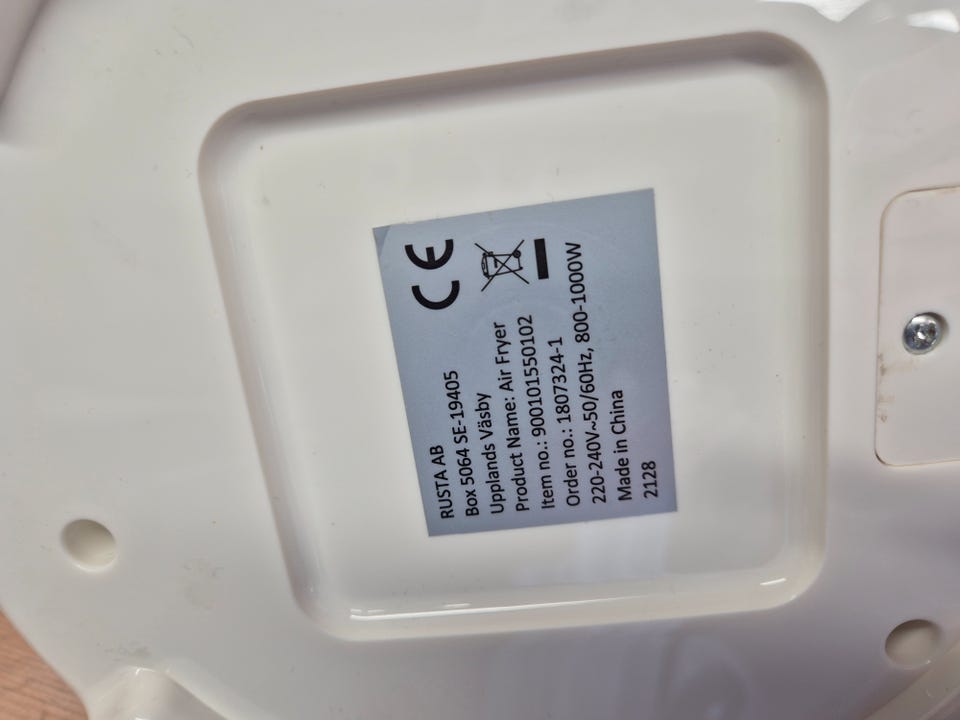 RUSTA AB
Box 5064 SE-19405
Upplands Väsby
Product Name: Air Fryer
Item no.: 900101550102
Order no.: 1807324-1
220-240V~50/60Hz, 800-1000W
Made in China
2128
CE